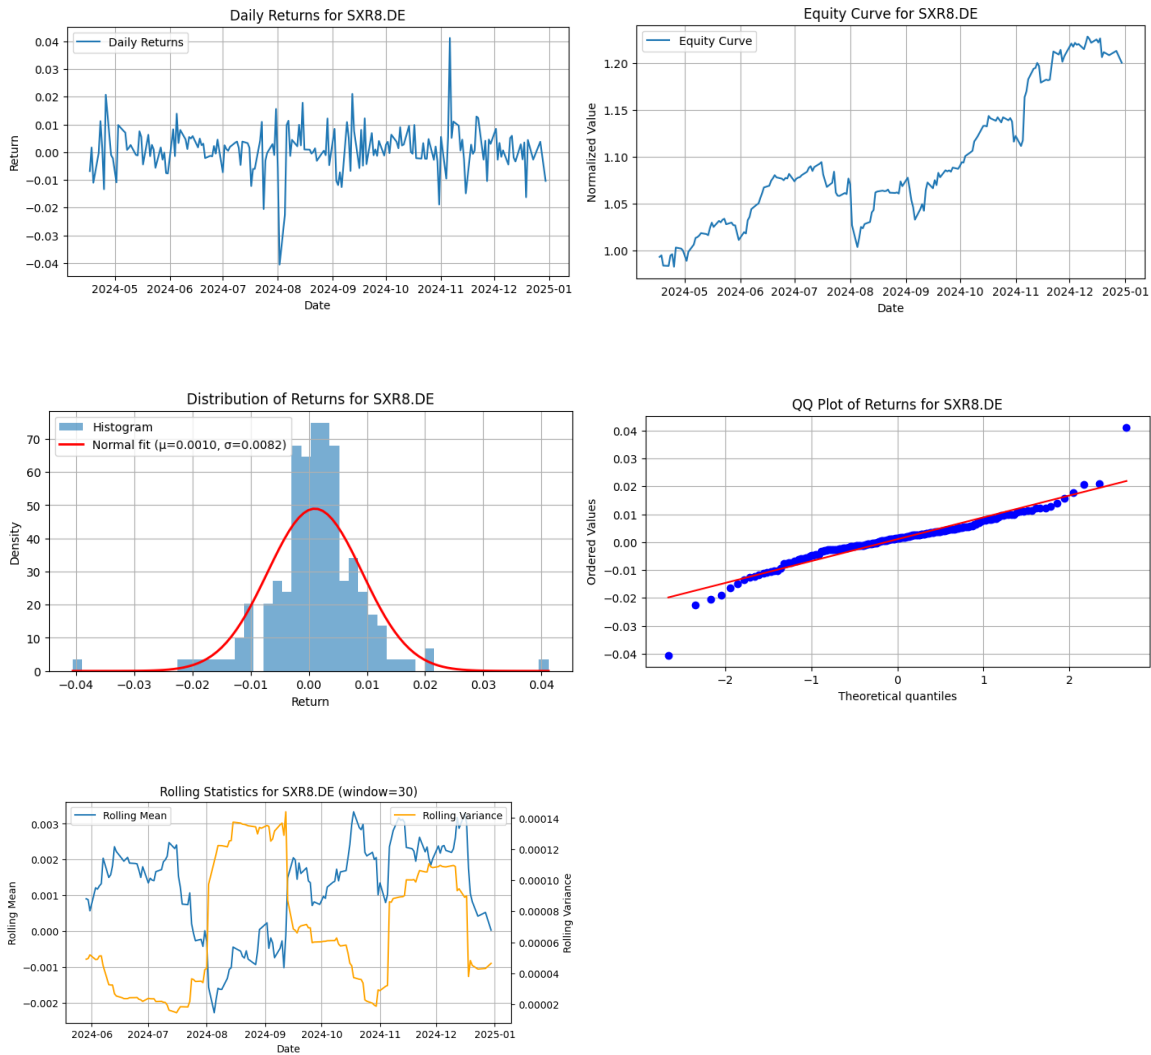 Daily Returns for SXR8.DE
Daily Returns
0.04
0.03
0.02
0.01
0.00
−0.01
−0.02
−0.03
−0.04
Return
2024-05 2024-06 2024-07 2024-08 2024-09 2024-10 2024-11 2024-12 2025-01
Date
Equity Curve for SXR8.DE
Equity Curve
1.20
1.15
1.10
1.05
1.00
Normalized Value
2024-05 2024-06 2024-07 2024-08 2024-09 2024-10 2024-11 2024-12 2025-01
Date
Distribution of Returns for SXR8.DE
Histogram
Normal fit (μ=0.0010, σ=0.0082)
70
60
50
40
30
20
10
0
Density
−0.04 −0.03 −0.02 −0.01 0.00 0.01 0.02 0.03 0.04
Return
QQ Plot of Returns for SXR8.DE
0.04
0.03
0.02
0.01
0.00
−0.01
−0.02
−0.03
−0.04
Ordered Values
−2 −1 0 1 2
Theoretical quantiles
Rolling Statistics for SXR8.DE (window=30)
Rolling Mean
Rolling Variance
0.003
0.002
0.001
0.000
−0.001
−0.002
Rolling Mean
0.00014
0.00012
0.00010
0.00008
0.00006
0.00004
0.00002
Rolling Variance
2024-06 2024-07 2024-08 2024-09 2024-10 2024-11 2024-12 2025-01
Date